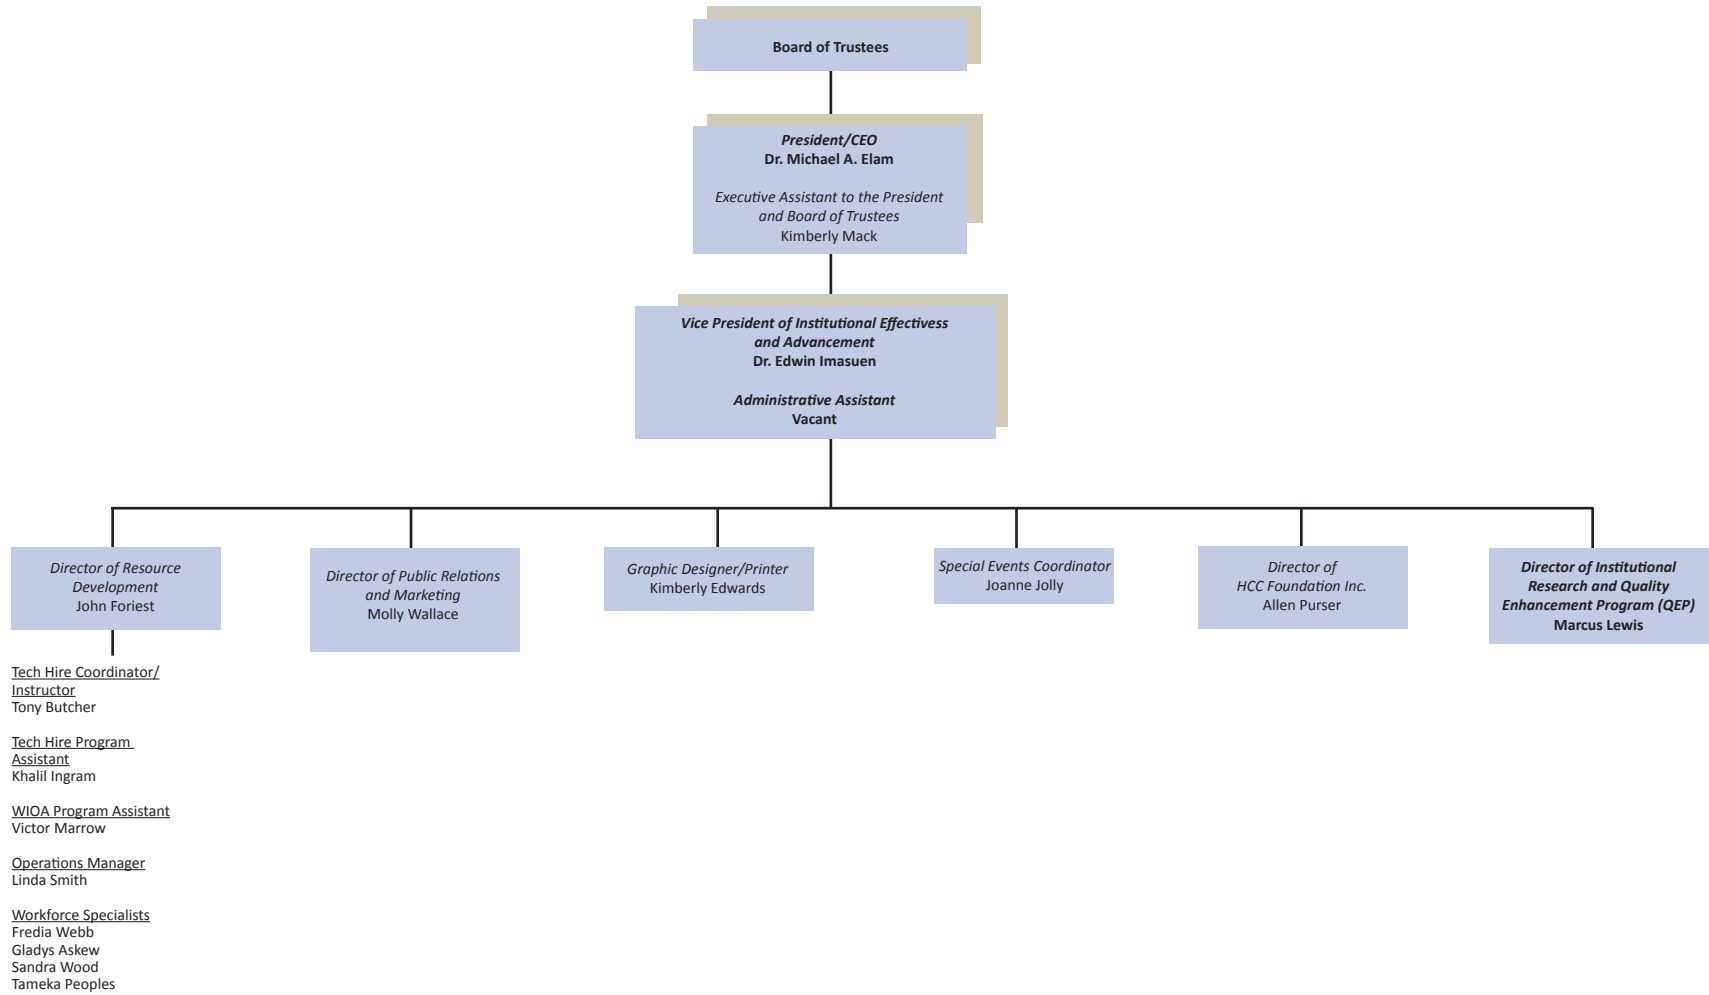 Board of Trustees
President/CEO
Dr. Michael A. Elam
Executive Assistant to the President
and Board of Trustees
Kimberly Mack
Vice President of Institutional Effectivess
and Advancement
Dr. Edwin Imasuen
Administrative Assistant
Vacant
Director of Resource
Development
John Foriest
Director of Public Relations
and Marketing
Molly Wallace
Graphic Designer/Printer
Kimberly Edwards
Special Events Coordinator
Joanne Jolly
Director of
HCC Foundation Inc.
Allen Purser
Director of Institutional
Research and Quality
Enhancement Program (QEP)
Marcus Lewis
Tech Hire Coordinator/
Instructor
Tony Butcher
Tech Hire Program
Assistant
Khalil Ingram
WIOA Program Assistant
Victor Marrow
Operations Manager
Linda Smith
Workforce Specialists
Fredia Webb
Gladys Askew
Sandra Wood
Tameka Peoples